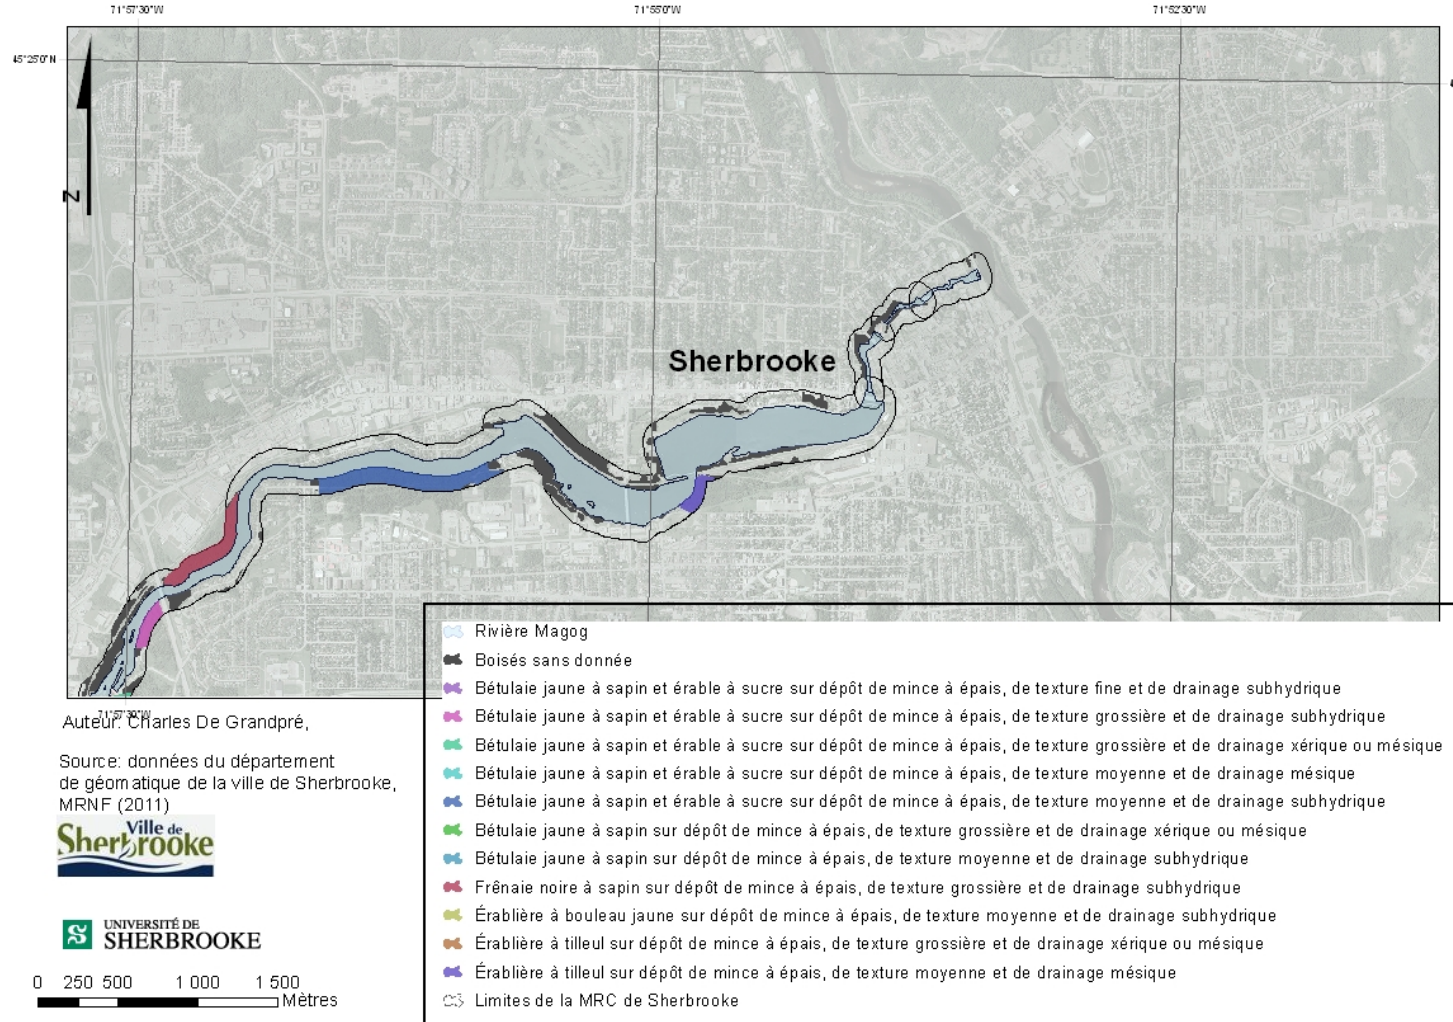 71°57'30"W
71°55'0"W
71°52'30"W
45°25'0"N
N
Sherbrooke
71°57'30"W
Auteur: Charles De Grandpré,
Source: données du département
de géomatique de la ville de Sherbrooke,
MRNF (2011)
Ville de
Sherbrooke
UNIVERSITÉ DE
SHERBROOKE
0 250 500 1 000 1 500
Mètres
Rivière Magog
Boisés sans donnée
Bétulaie jaune à sapin et érable à sucre sur dépôt de mince à épais, de texture fine et de drainage subhydrique
Bétulaie jaune à sapin et érable à sucre sur dépôt de mince à épais, de texture grossière et de drainage subhydrique
Bétulaie jaune à sapin et érable à sucre sur dépôt de mince à épais, de texture grossière et de drainage xérique ou mésique
Bétulaie jaune à sapin et érable à sucre sur dépôt de mince à épais, de texture moyenne et de drainage mésique
Bétulaie jaune à sapin et érable à sucre sur dépôt de mince à épais, de texture moyenne et de drainage subhydrique
Bétulaie jaune à sapin sur dépôt de mince à épais, de texture grossière et de drainage xérique ou mésique
Bétulaie jaune à sapin sur dépôt de mince à épais, de texture moyenne et de drainage subhydrique
Frênaie noire à sapin sur dépôt de mince à épais, de texture grossière et de drainage subhydrique
Érablière à bouleau jaune sur dépôt de mince à épais, de texture moyenne et de drainage subhydrique
Érablière à tilleul sur dépôt de mince à épais, de texture grossière et de drainage xérique ou mésique
Érablière à tilleul sur dépôt de mince à épais, de texture moyenne et de drainage mésique
Limites de la MRC de Sherbrooke